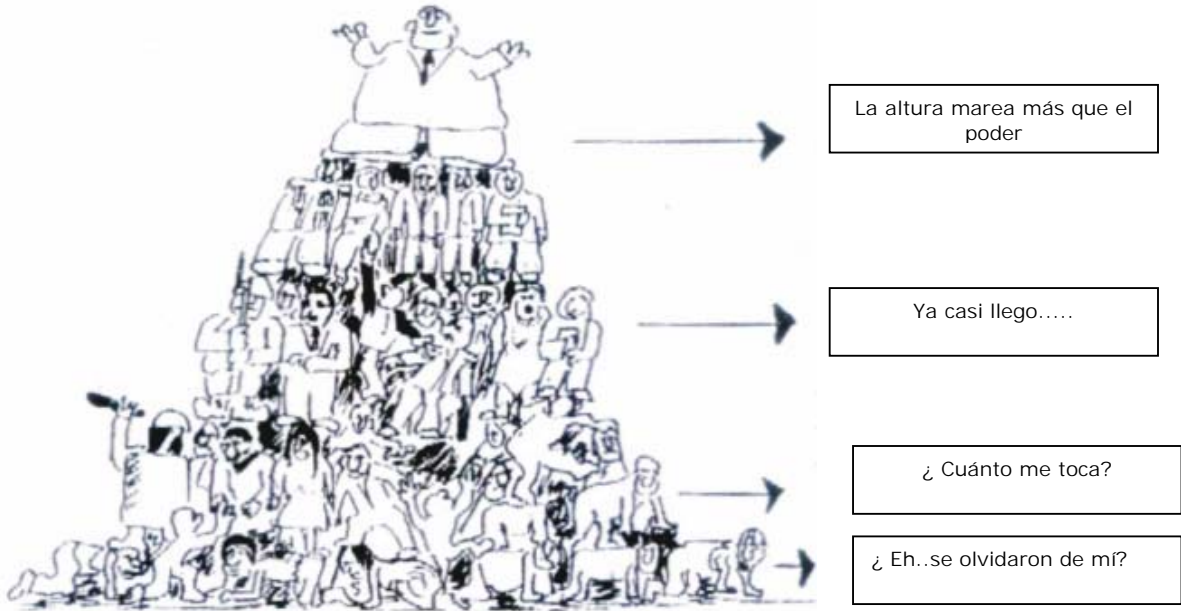 La altura marea más que el
poder
Ya casi llego.....
¿ Cuánto me toca?
¿ Eh..se olvidaron de mí?